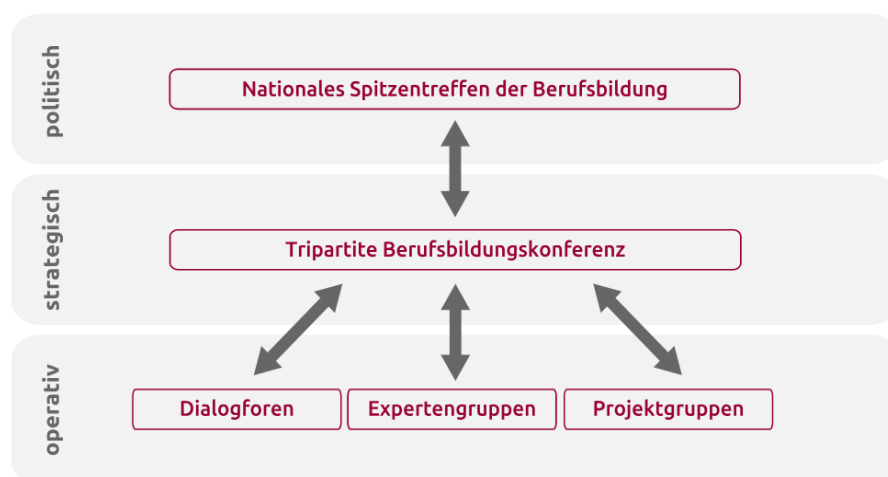 politisch
Nationales Spitzentreffen der Berufsbildung
strategisch
Tripartite Berufsbildungskonferenz
operativ
Dialogforen
Expertengruppen
Projektgruppen